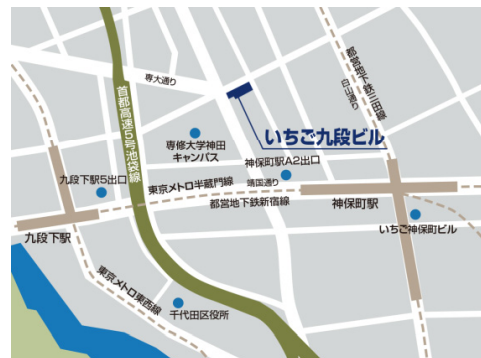 専大通り
都営地下鉄三田線
白山通り
首都高速5号池袋線
いちご九段ビル
専修大学神田
キャンパス
神保町駅A2出口
九段下駅5出口
東京メトロ半蔵門線
靖国通り
都営地下鉄新宿線
神保町駅
九段下駅
いちご神保町ビル
東京メトロ東西線
千代田区役所